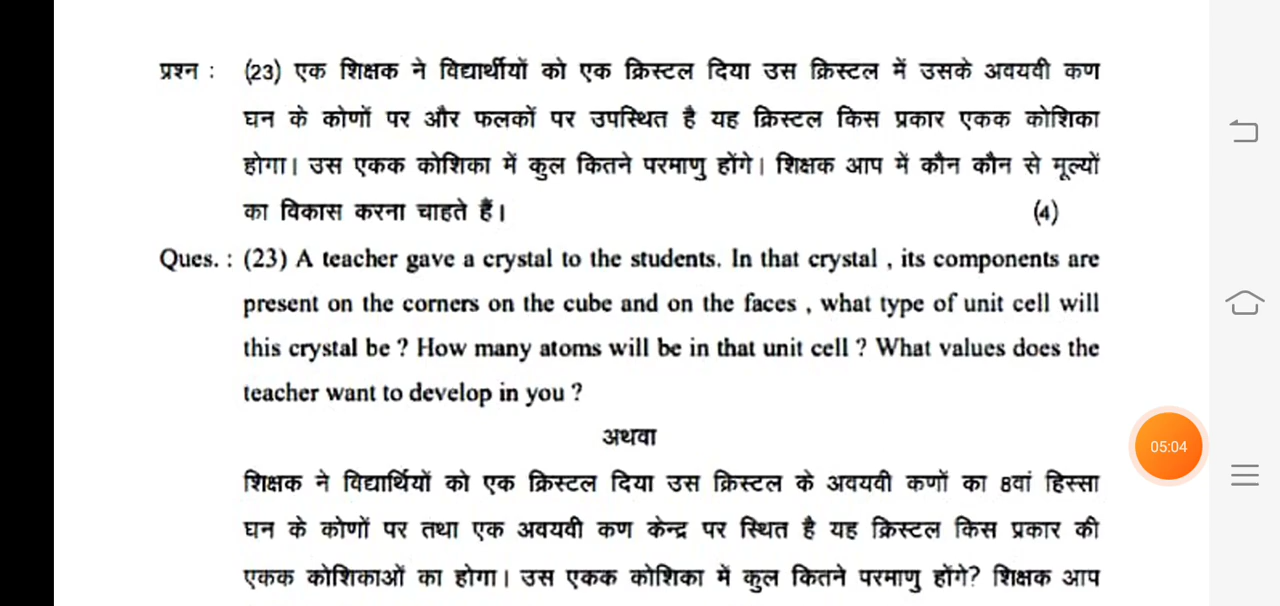 प्रश्न : (23) एक शिक्षक ने विद्यार्थीयों को एक क्रिस्टल दिया उस क्रिस्टल में उसके अवयवी कण
घन के कोणों पर और फलकों पर उपस्थित है यह क्रिस्टल किस प्रकार एकक कोशिका
होगा। उस एकक कोशिका में कुल कितने परमाणु होंगे। शिक्षक आप में कौन कौन से मूल्यों
का विकास करना चाहते हैं। (4)
Ques. : (23) A teacher gave a crystal to the students. In that crystal , its components are
present on the corners on the cube and on the faces , what type of unit cell will
this crystal be ? How many atoms will be in that unit cell ? What values does the
teacher want to develop in you ?
अथवा
शिक्षक ने विद्यार्थियों को एक क्रिस्टल दिया उस क्रिस्टल के अवयवी कणों का 8वां हिस्सा
घन के कोणों पर तथा एक अवयवी कण केन्द्र पर स्थित है यह क्रिस्टल किस प्रकार की
एकक कोशिकाओं का होगा। उस एकक कोशिका में कुल कितने परमाणु होंगे? शिक्षक आप
05:04